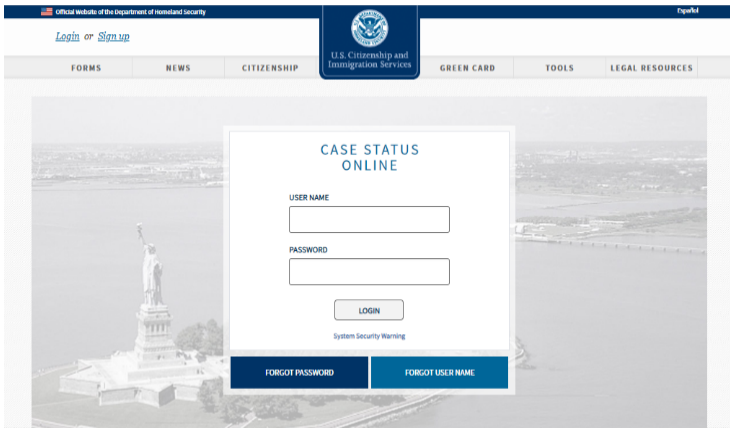 Official Website of the Department of Homeland Security
Español
Login or Sign up
U.S. Citizenship and
Immigration Services
FORMS
NEWS
CITIZENSHIP
GREEN CARD
TOOLS
LEGAL RESOURCES
CASE STATUS
ONLINE
USER NAME
PASSWORD
LOGIN
System Security Warning
FORGOT PASSWORD
FORGOT USER NAME